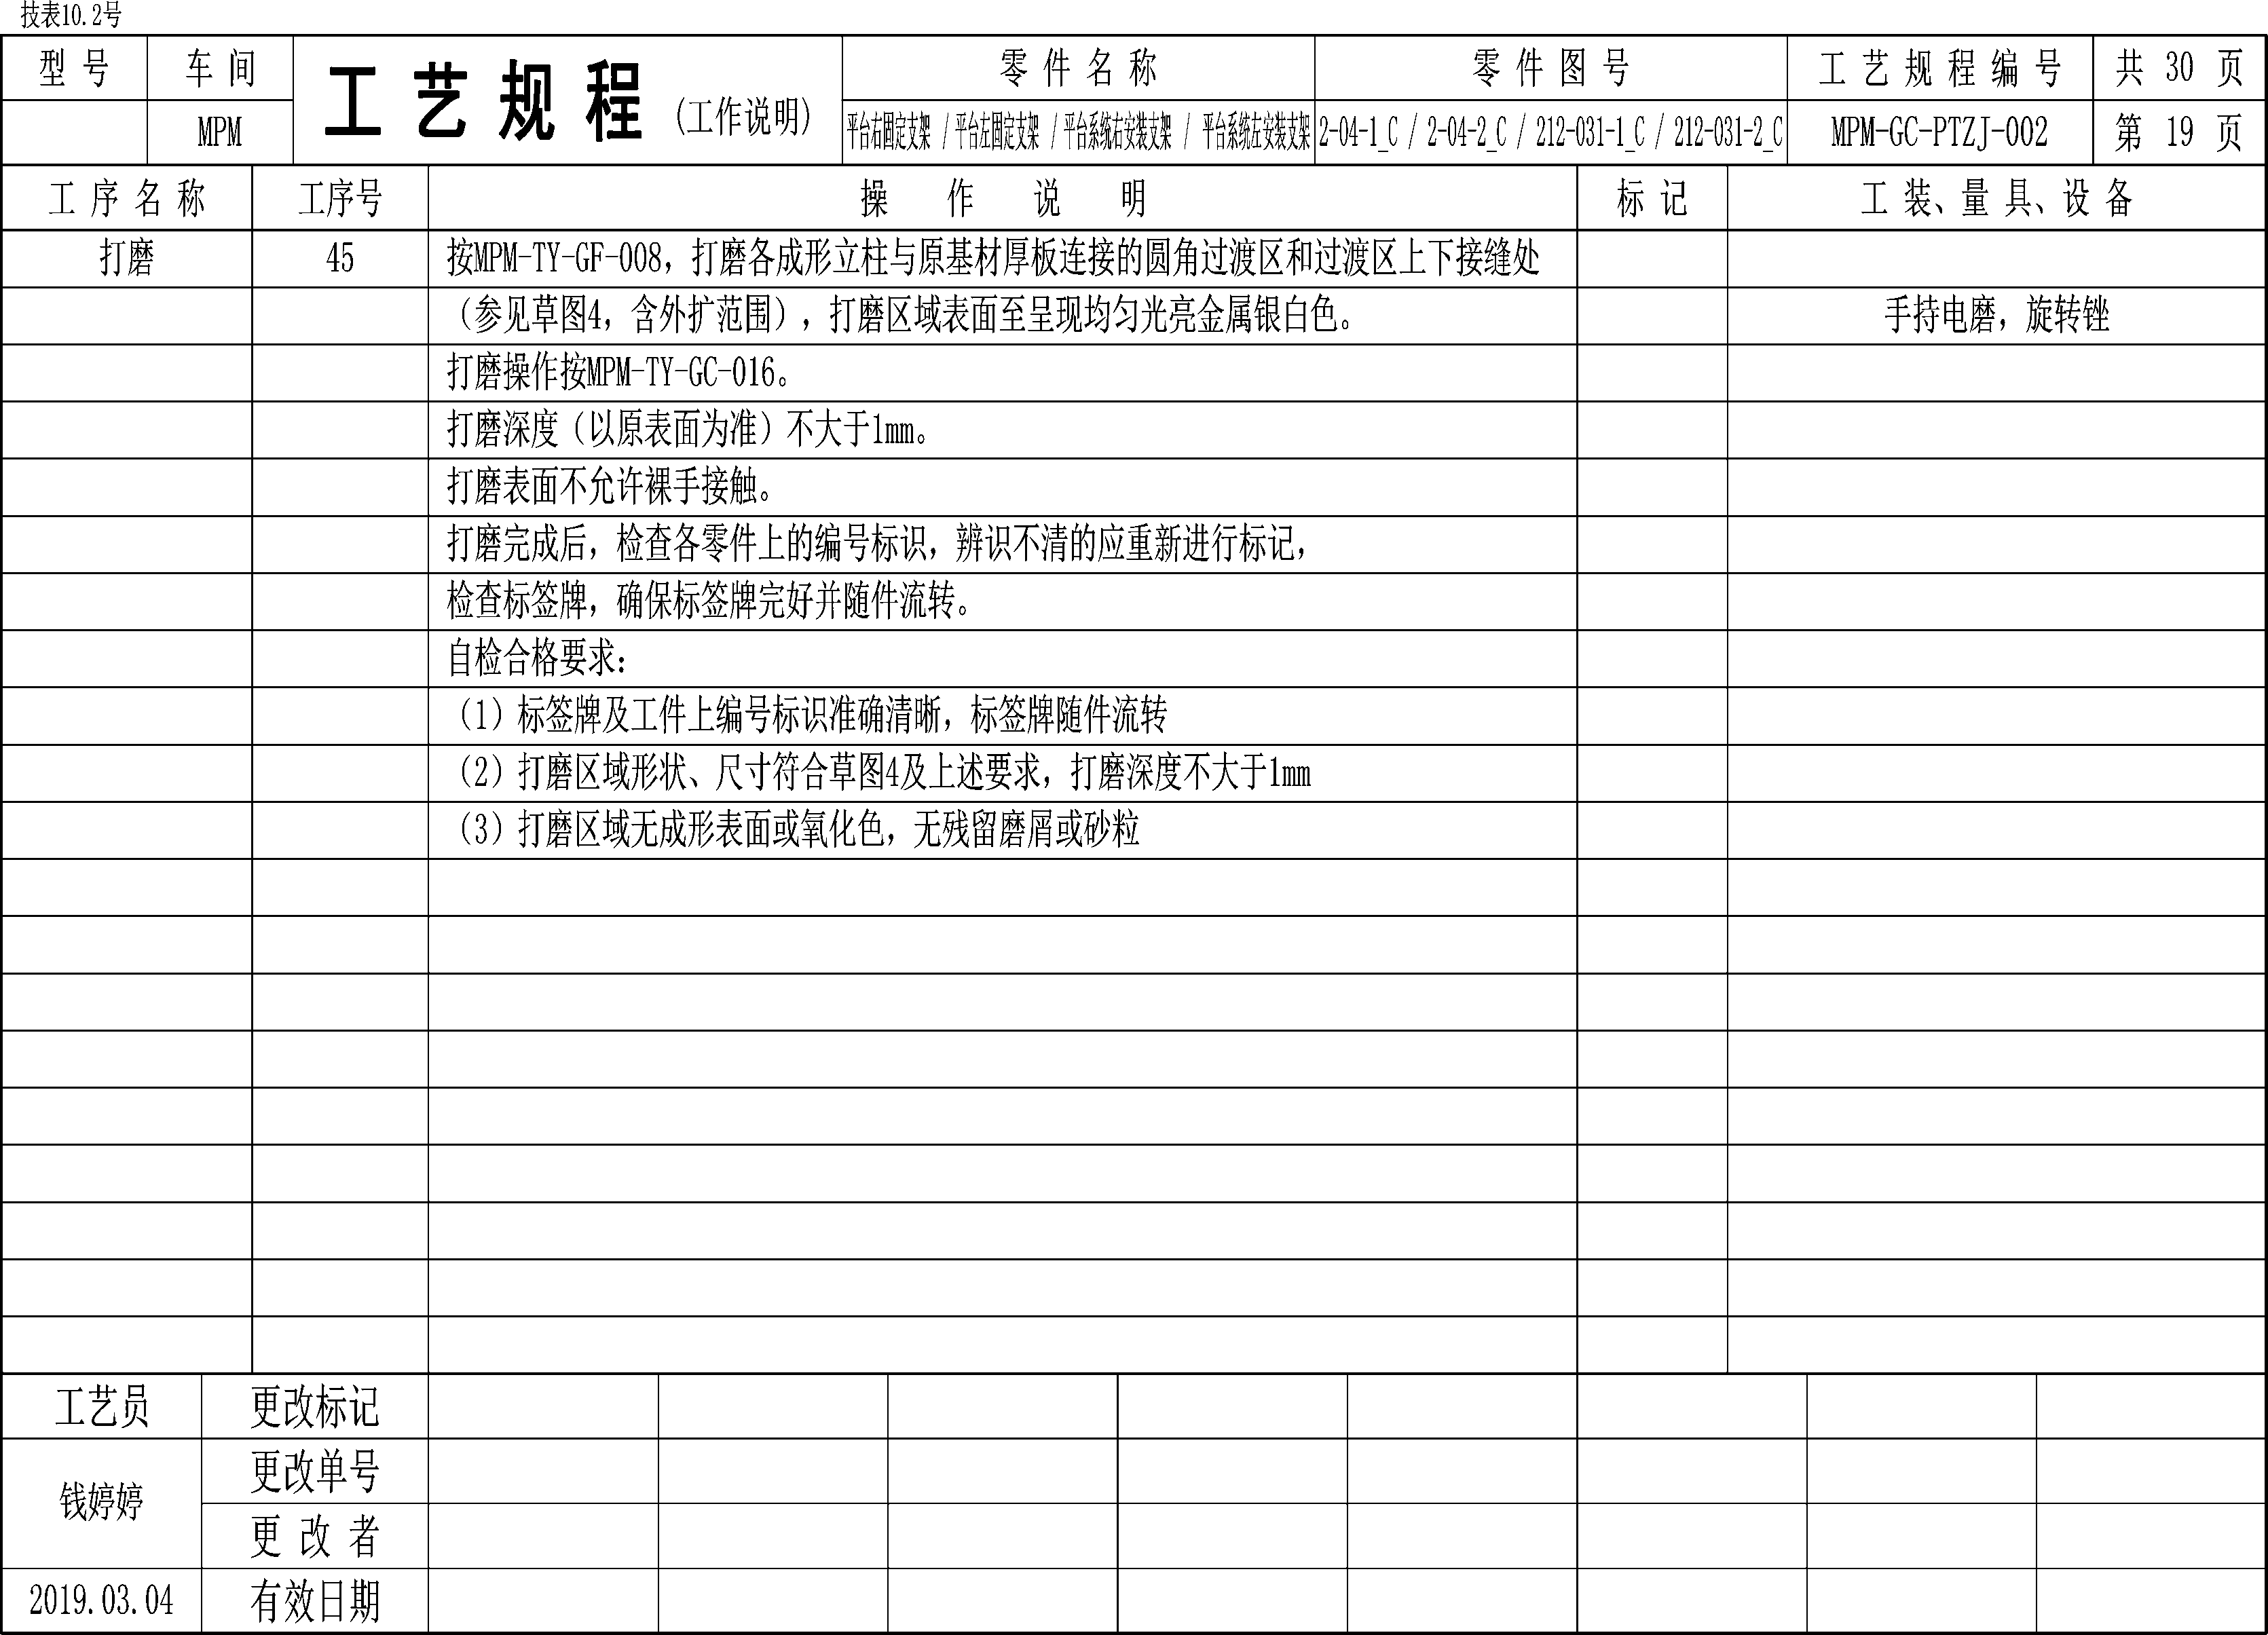 技表10.2号
型 号 车 间 工 艺 规 程 (工作说明) 零 件 名 称 零 件 图 号 工 艺 规 程 编 号 共 30 页
MPM 平台右固定支架 / 平台左固定支架 / 平台系统右安装支架 / 平台系统左安装支架 2-04-1_C / 2-04-2_C / 212-031-1_C / 212-031-2_C MPM-GC-PTZJ-002 第 19 页
工 序 名 称 工序号 操 作 说 明 标 记 工 装、量 具、设 备
打磨 45 按MPM-TY-GF-008，打磨各成形立柱与原基材厚板连接的圆角过渡区和过渡区上下接缝处
（参见草图4，含外扩范围），打磨区域表面至呈现均匀光亮金属银白色。 手持电磨，旋转锉
打磨操作按MPM-TY-GC-016。
打磨深度（以原表面为准）不大于1mm。
打磨表面不允许裸手接触。
打磨完成后，检查各零件上的编号标识，辨识不清的应重新进行标记，
检查标签牌，确保标签牌完好并随件流转。
自检合格要求：
（1）标签牌及工件上编号标识准确清晰，标签牌随件流转
（2）打磨区域形状、尺寸符合草图4及上述要求，打磨深度不大于1mm
（3）打磨区域无成形表面或氧化色，无残留磨屑或砂粒
工艺员 更改标记
钱婷婷 更改单号
更 改 者
2019.03.04 有效日期